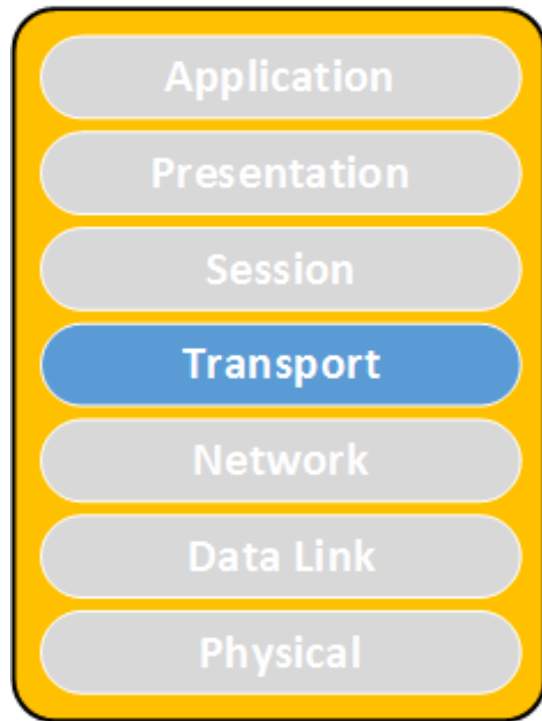 Application
Presentation
Session
Transport
Network
Data Link
Physical